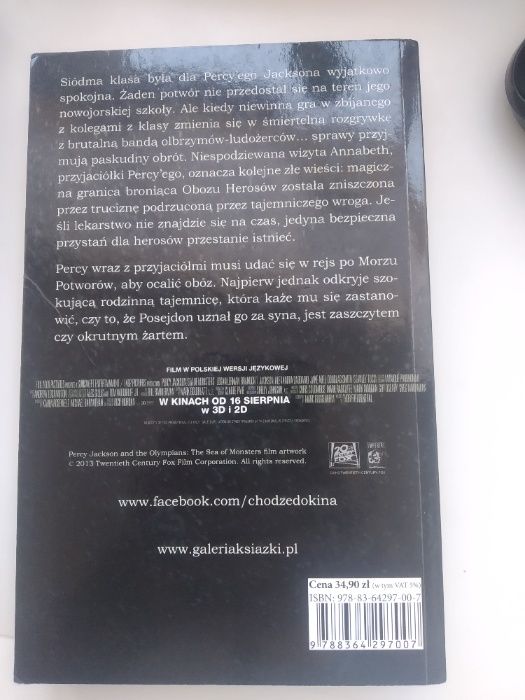 Siódma klasa była dla Percy'ego Jacksona wyjątkowo
spokojna. Żaden potwór nie przedostał się na teren jego
nowojorskiej szkoły. Ale kiedy niewinna gra w zbijanego
z kolegami z klasy zmienia się w śmiertelną rozgrywkę
z brutalną bandą olbrzymów-ludożerców... sprawy przyj-
mują paskudny obrót. Niespodziewana wizyta Annabeth,
przyjaciółki Percy'ego, oznacza kolejne złe wieści: magicz-
na granica broniąca Obozu Herosów została zniszczona
przez truciznę podrzuconą przez tajemniczego wroga. Je-
śli lekarstwo nie znajdzie się na czas, jedyna bezpieczna
przystań dla herosów przestanie istnieć.
Percy wraz z przyjaciółmi musi udać się w rejs po Morzu
Potworów, aby ocalić obóz. Najpierw jednak odkryje szo-
kującą rodzinną tajemnicę, która każe mu się zastano-
wić, czy to, że Posejdon uznał go za syna, jest zaszczytem
czy okrutnym żartem.
FILM W POLSKIEJ WERSJI JĘZYKOWEJ
W KINACH OD 16 SIERPNIA
w 3D i 2D
Percy Jackson and the Olympians: The Sea of Monsters film artwork
© 2013 Twentieth Century Fox Film Corporation. All rights reserved.
www.facebook.com/chodzedokina
www.galeriaksiazki.pl
Cena 34,90 zł (w tym VAT 5%)
ISBN: 978-83-64297-00-7
9 788364 297007